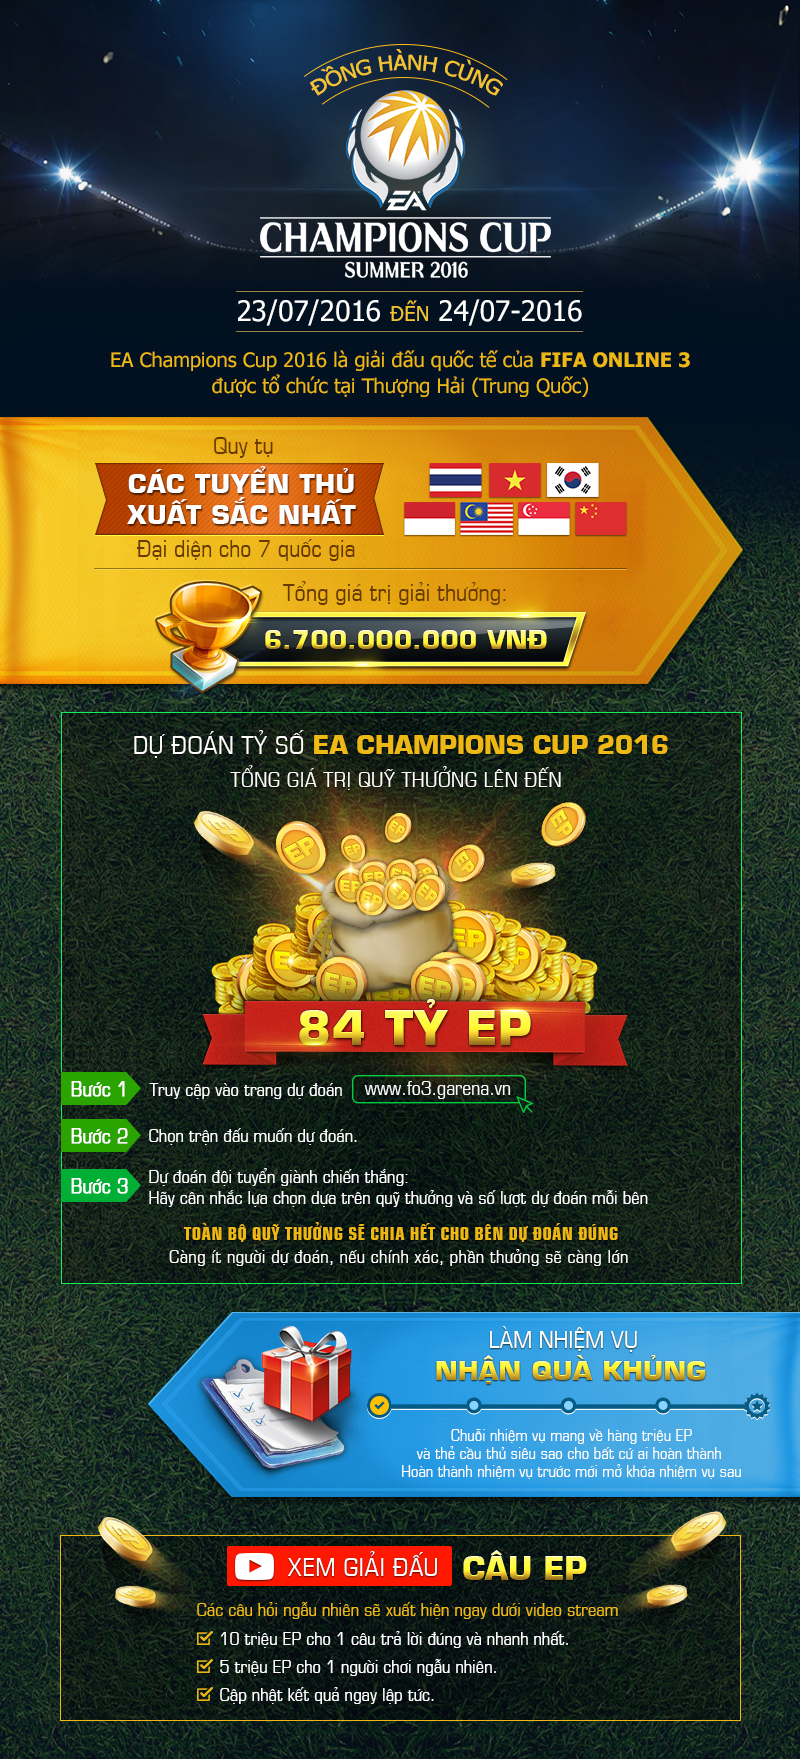 ĐỒNG HÀNH CÙNG
EA
CHAMPIONS CUP
SUMMER 2016
23/07/2016 ĐẾN 24/07-2016
EA Champions Cup 2016 là giải đấu quốc tế của FIFA ONLINE 3
được tổ chức tại Thượng Hải (Trung Quốc)
Quy tụ
CÁC TUYỂN THỦ
XUẤT SẮC NHẤT
Đại diện cho 7 quốc gia
Tổng giá trị giải thưởng:
6.700.000.000 VNĐ
DỰ ĐOÁN TỶ SỐ EA CHAMPIONS CUP 2016
TỔNG GIÁ TRỊ QUỸ THƯỞNG LÊN ĐẾN
84 TỶ EP
Bước 1 Truy cập vào trang dự đoán www.fo3.garena.vn
Bước 2 Chọn trận đấu muốn dự đoán.
Bước 3 Dự đoán đội tuyển giành chiến thắng:
Hãy cân nhắc lựa chọn dựa trên quỹ thưởng và số lượt dự đoán mỗi bên
TOÀN BỘ QUỸ THƯỞNG SẼ CHIA HẾT CHO BÊN DỰ ĐOÁN ĐÚNG
Càng ít người dự đoán, nếu chính xác, phần thưởng sẽ càng lớn
LÀM NHIỆM VỤ
NHẬN QUÀ KHỦNG
Chuỗi nhiệm vụ mang về hàng triệu EP
và thẻ cầu thủ siêu sao cho bất cứ ai hoàn thành
Hoàn thành nhiệm vụ trước mới mở khóa nhiệm vụ sau
XEM GIẢI ĐẤU CÂU EP
Các câu hỏi ngẫu nhiên sẽ xuất hiện ngay dưới video stream
10 triệu EP cho 1 câu trả lời đúng và nhanh nhất.
5 triệu EP cho 1 người chơi ngẫu nhiên.
Cập nhật kết quả ngay lập tức.